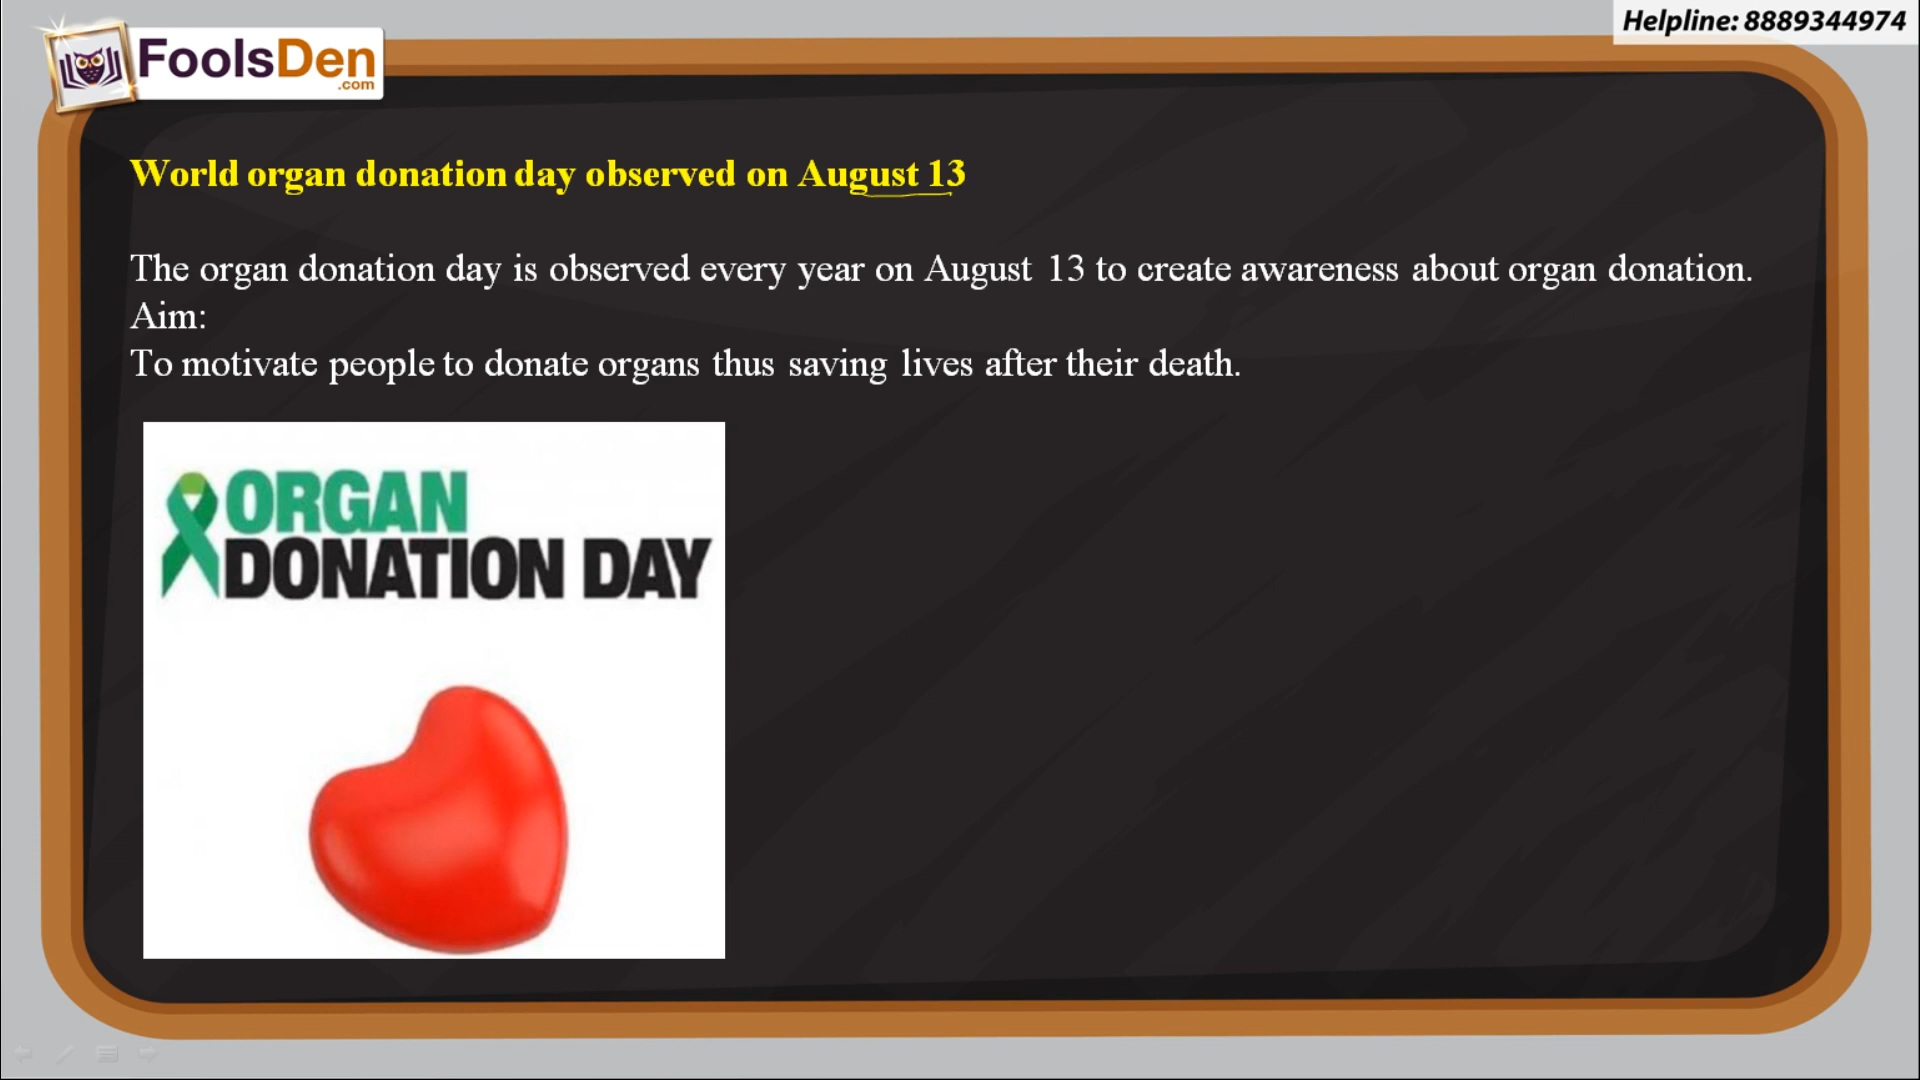 Helpline: 8889344974
FoolsDen
.com
World organ donation day observed on August 13
The organ donation day is observed every year on August 13 to create awareness about organ donation.
Aim:
To motivate people to donate organs thus saving lives after their death.
ORGAN
DONATION DAY